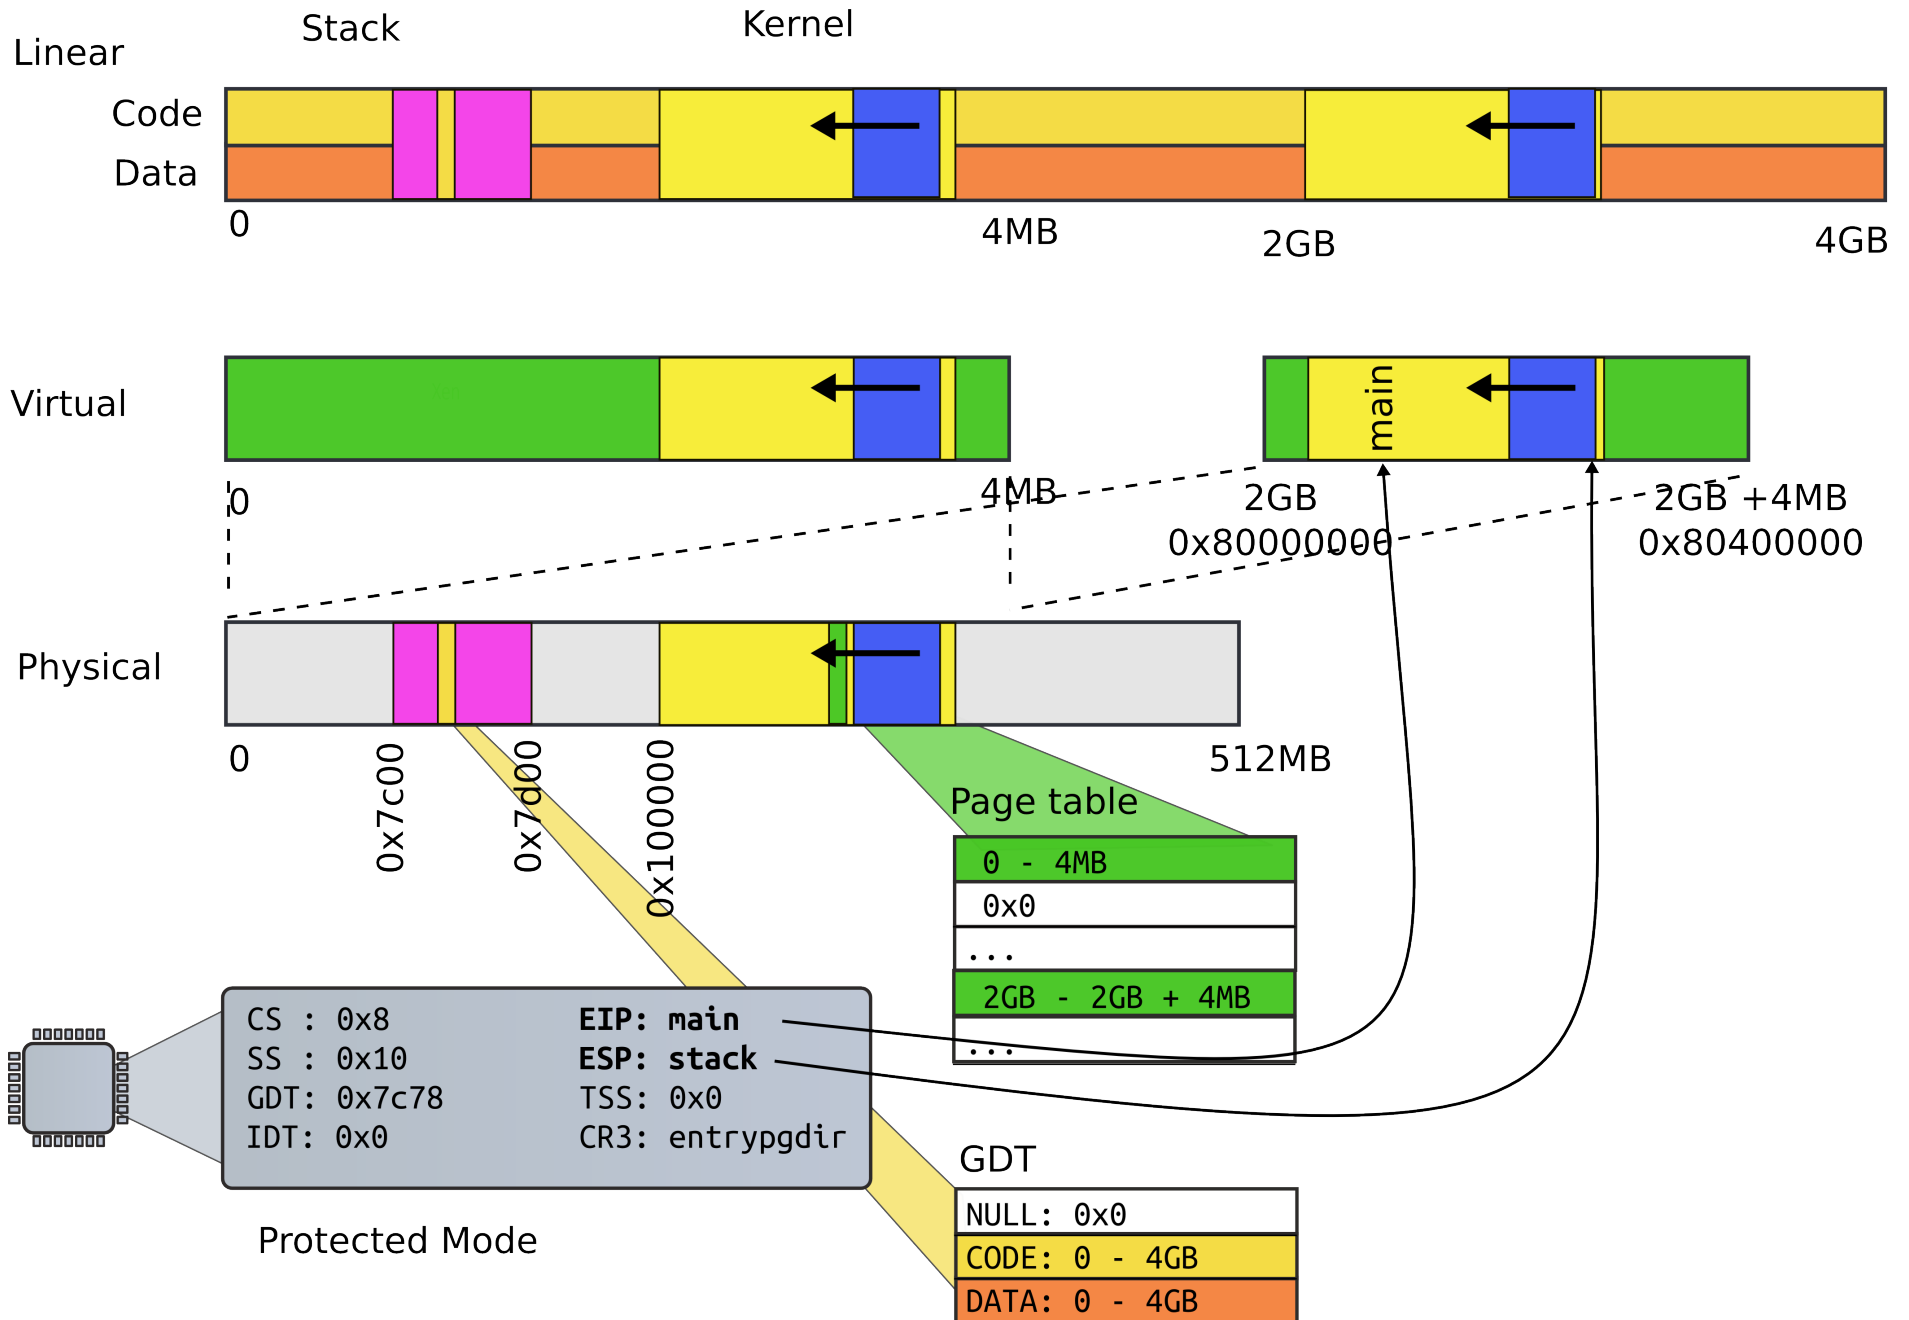 Stack
Kernel
Linear
Code
Data
0
4MB
2GB
4GB
Virtual
main
0
4MB
2GB
0x80000000
2GB +4MB
0x80400000
Physical
0
0x7c00
0x7d00
0x100000
512MB
Page table
0 - 4MB
0x0
...
2GB - 2GB + 4MB
...
CS : 0x8
SS : 0x10
GDT: 0x7c78
IDT: 0x0
EIP: main
ESP: stack
TSS: 0x0
CR3: entrypgdir
Protected Mode
GDT
NULL: 0x0
CODE: 0 - 4GB
DATA: 0 - 4GB